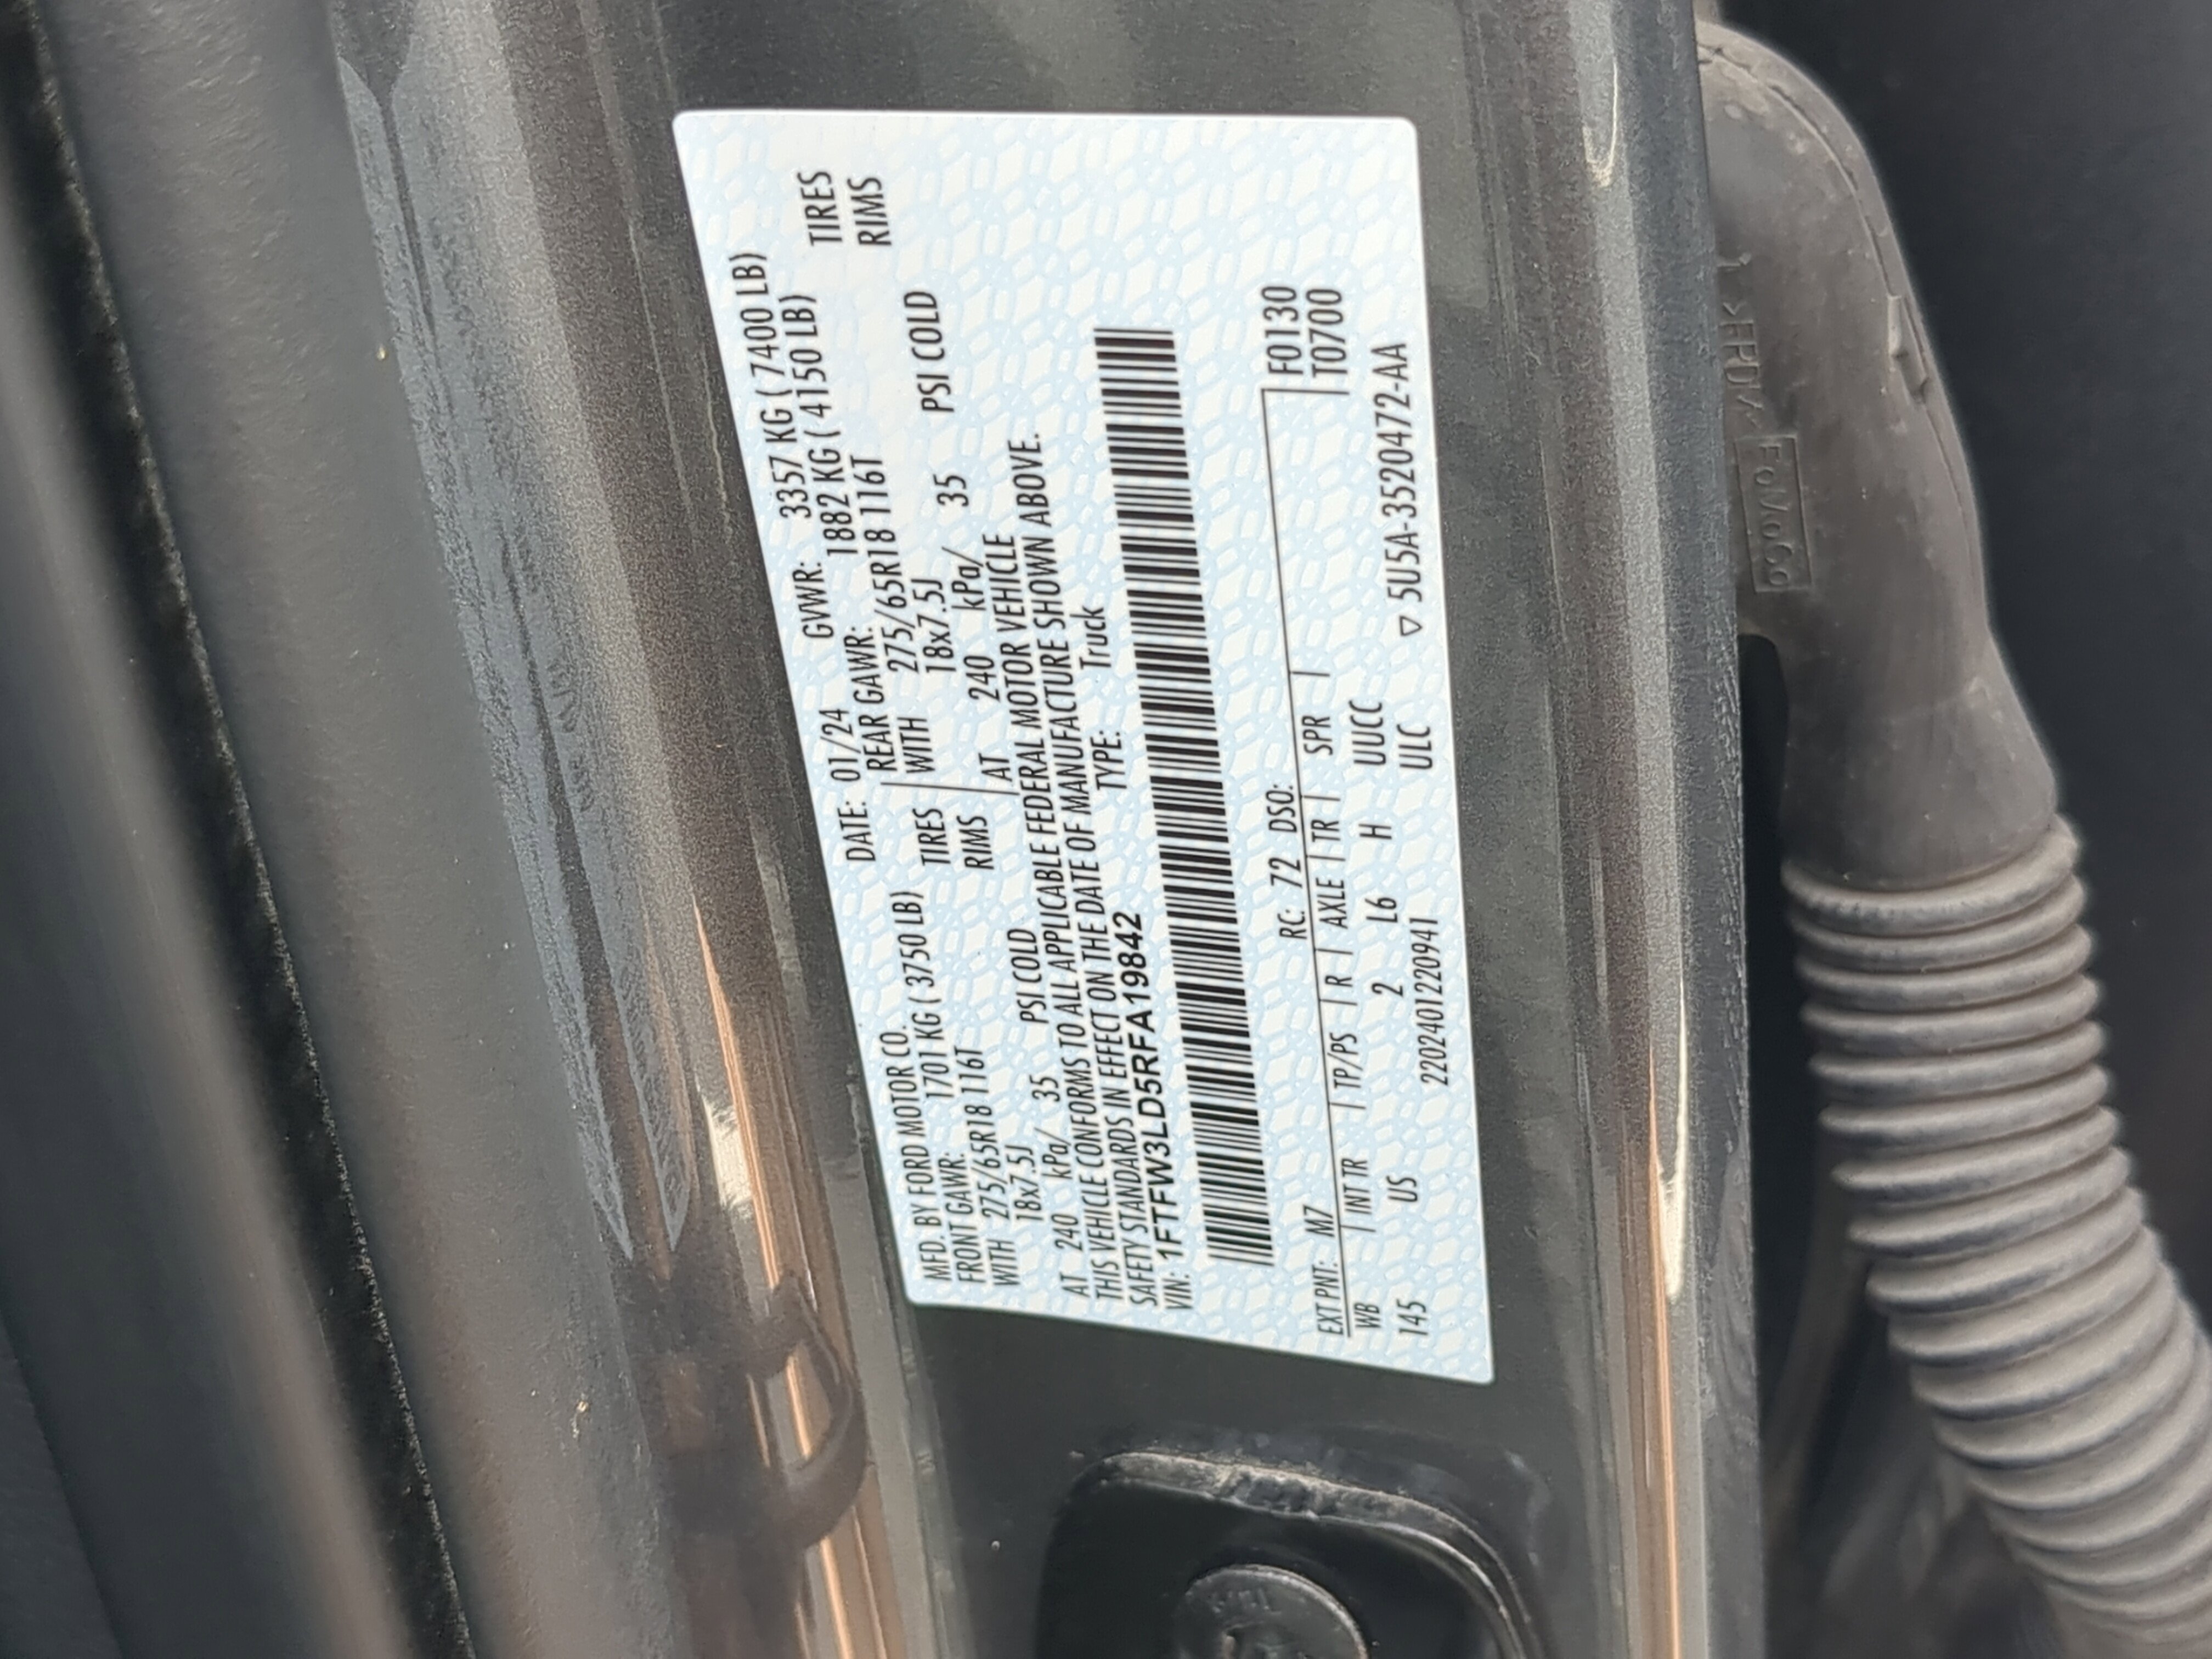 MFD. BY FORD MOTOR CO. DATE: 01/24 GVWR: 3357 KG ( 7400 LB)
FRONT GAWR: 1701 KG ( 3750 LB) REAR GAWR: 1882 KG ( 4150 LB)
WITH 275/65R18 116T TIRES WITH 275/65R18 116T TIRES
18x7.5J RIMS 18x7.5J RIMS
AT 240 kPa/ 35 PSI COLD AT 240 kPa/ 35 PSI COLD
THIS VEHICLE CONFORMS TO ALL APPLICABLE FEDERAL MOTOR VEHICLE
SAFETY STANDARDS IN EFFECT ON THE DATE OF MANUFACTURE SHOWN ABOVE.
VIN: 1FTFW3LD5RFA19842 TYPE: Truck
EXT PNT: M7 RC: 72 DSO: F0130
WB INT TR TP/PS R AXLE TR SPR T0700
145 US 2 L6 H UUCC
220240122094​1 ULC ▽ 5U5A-3520472-AA
FoMoCo